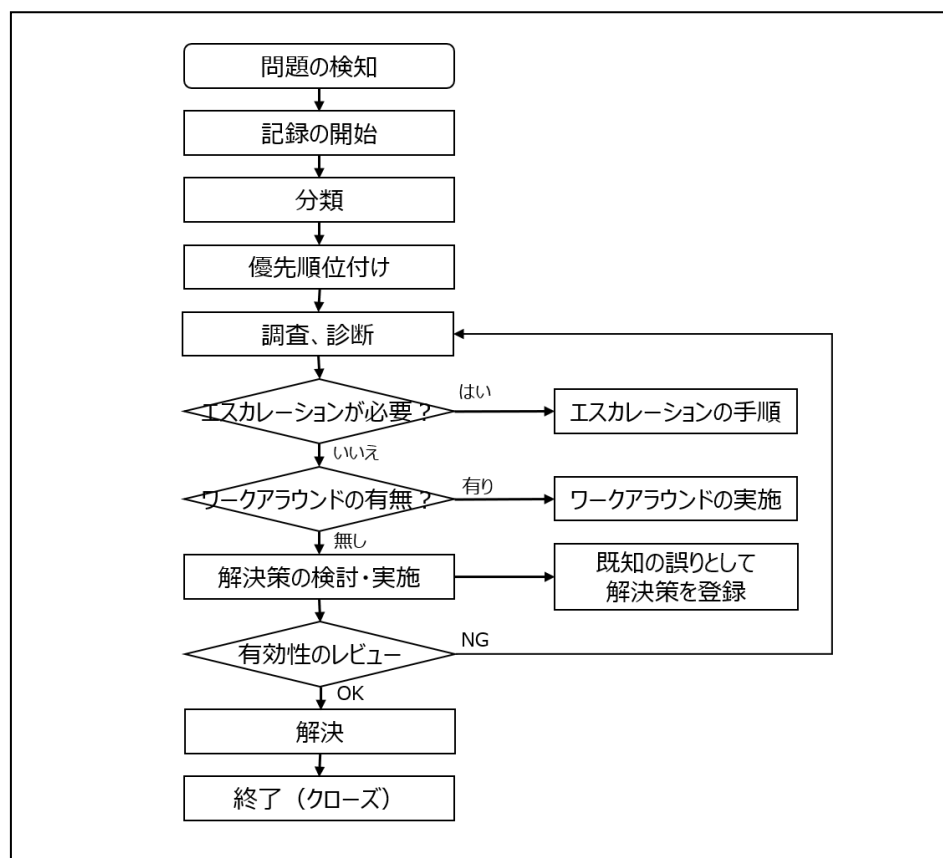 問題の検知
記録の開始
分類
優先順位付け
調査、診断
エスカレーションが必要？
はい
エスカレーションの手順
いいえ
ワークアラウンドの有無？
有り
ワークアラウンドの実施
無し
解決策の検討・実施
既知の誤りとして
解決策を登録
有効性のレビュー
NG
OK
解決
終了（クローズ）